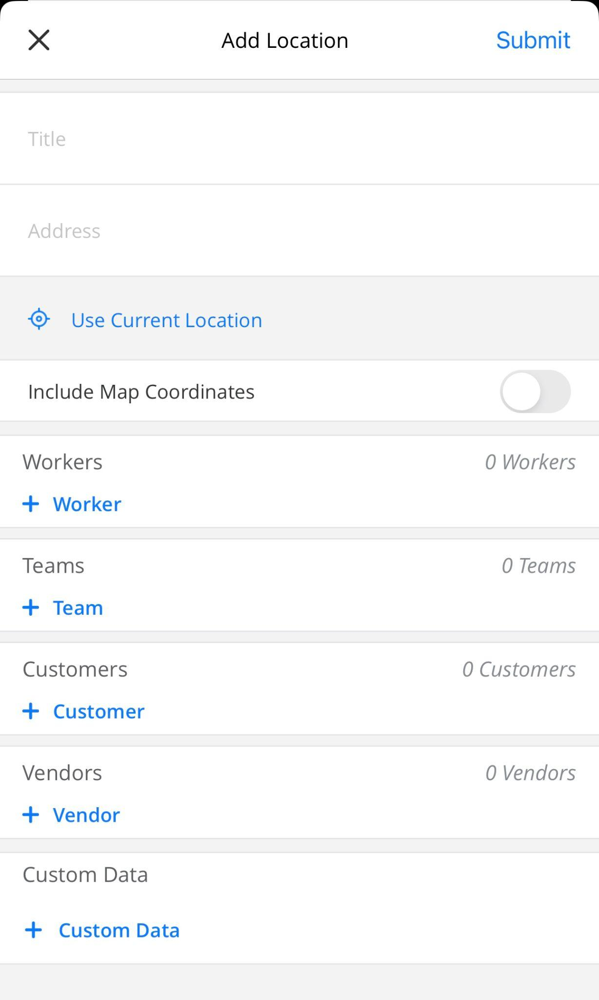 Add Location
Submit
Title
Address
Use Current Location
Include Map Coordinates
Workers
0 Workers
+ Worker
Teams
0 Teams
+ Team
Customers
0 Customers
+ Customer
Vendors
0 Vendors
+ Vendor
Custom Data
+ Custom Data